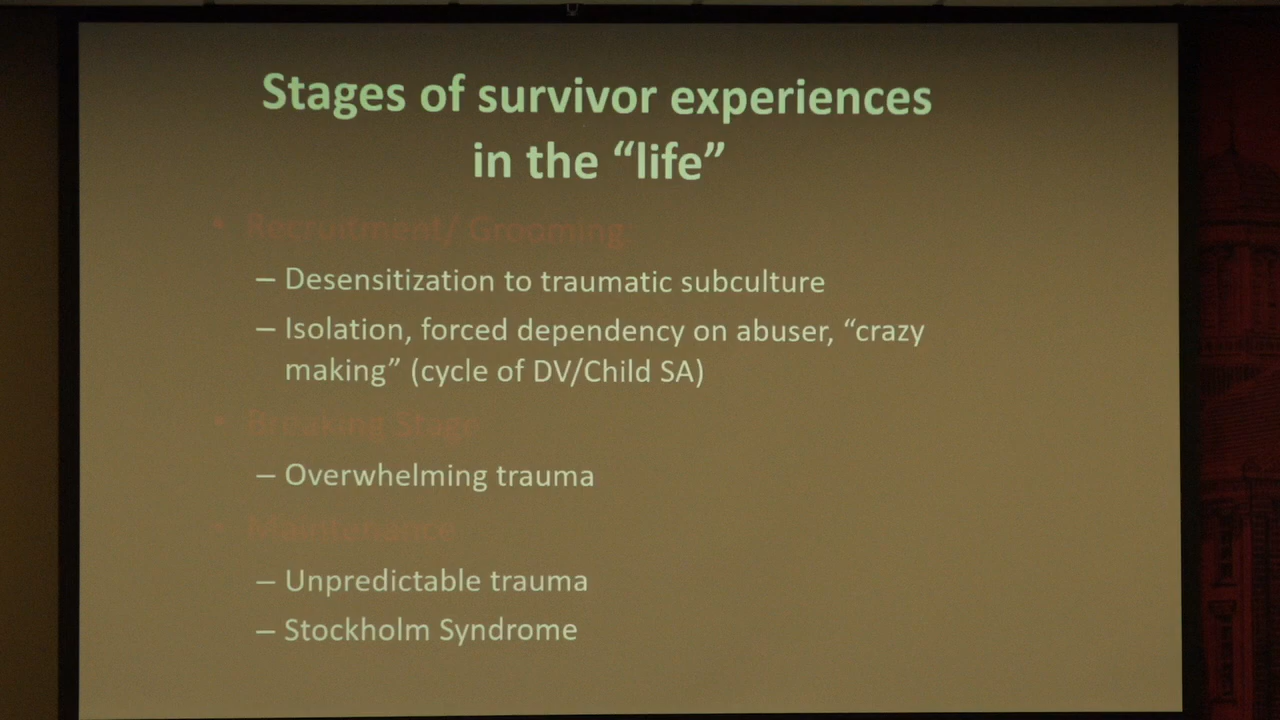 Stages of survivor experiences
in the “life”
• Recruitment/ Grooming
– Desensitization to traumatic subculture
– Isolation, forced dependency on abuser, “crazy
making” (cycle of DV/Child SA)
• Breaking Stage
– Overwhelming trauma
• Maintenance
– Unpredictable trauma
– Stockholm Syndrome